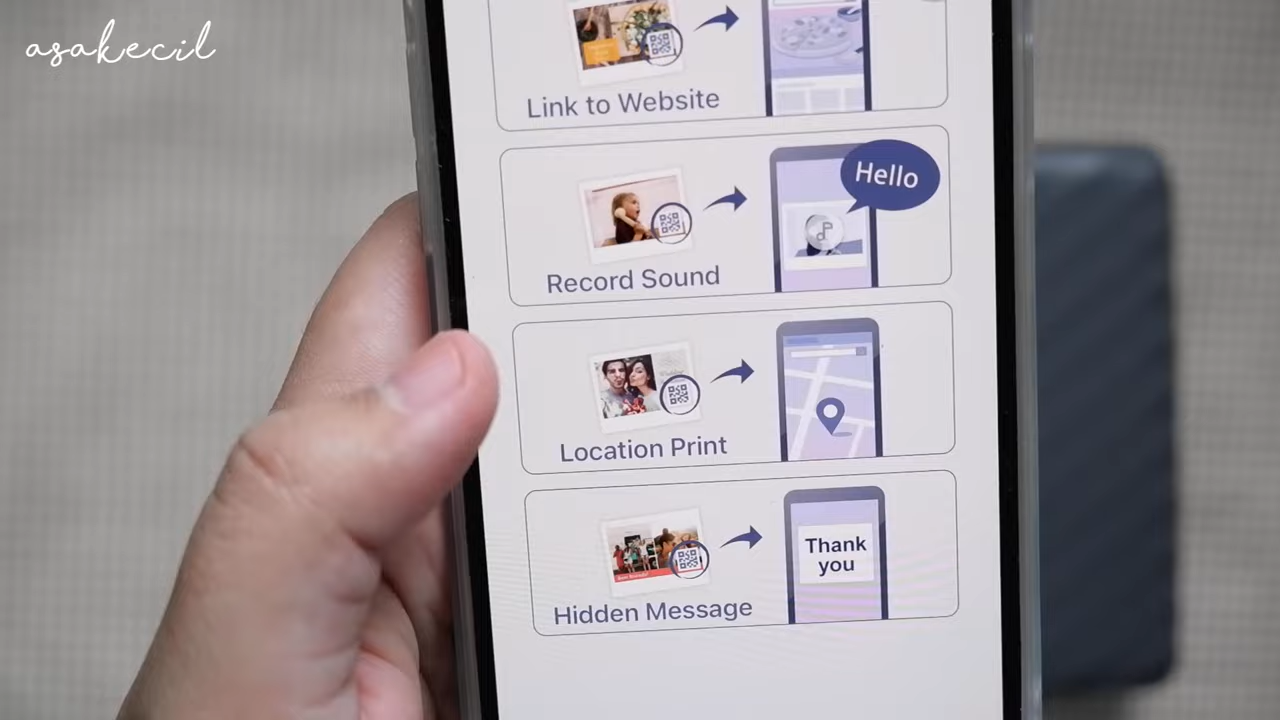 asakecil
Link to Website
Hello
Record Sound
Location Print
Thank
you
Hidden Message